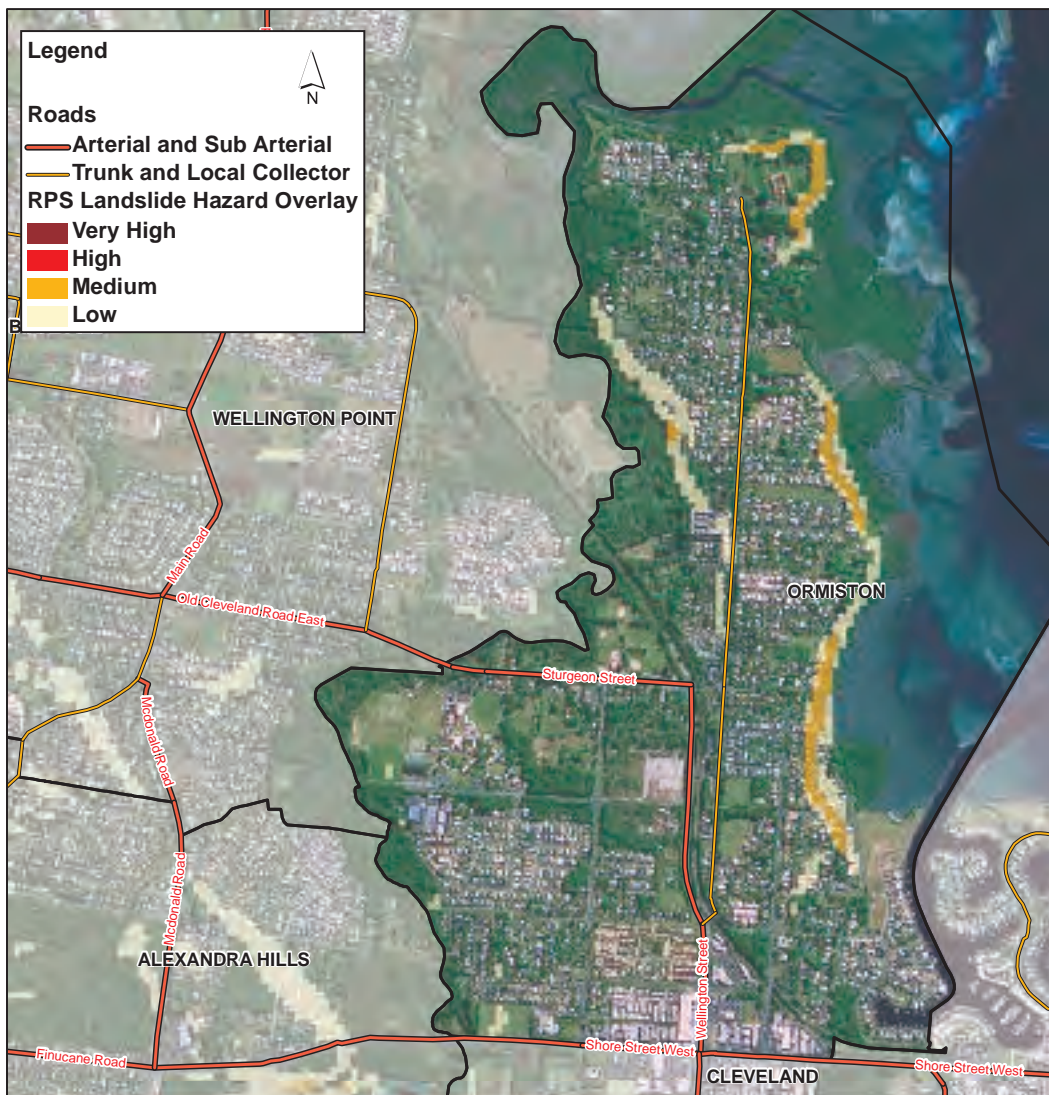 Legend
N
Roads
Arterial and Sub Arterial
Trunk and Local Collector
RPS Landslide Hazard Overlay
Very High
High
Medium
Low
B
WELLINGTON POINT
Main Road
Old Cleveland Road East
ORMISTON
Sturgeon Street
Mcdonald Road
Mcdonald Road
ALEXANDRA HILLS
Wellington Street
Finucane Road
Shore Street West
Shore Street West
CLEVELAND